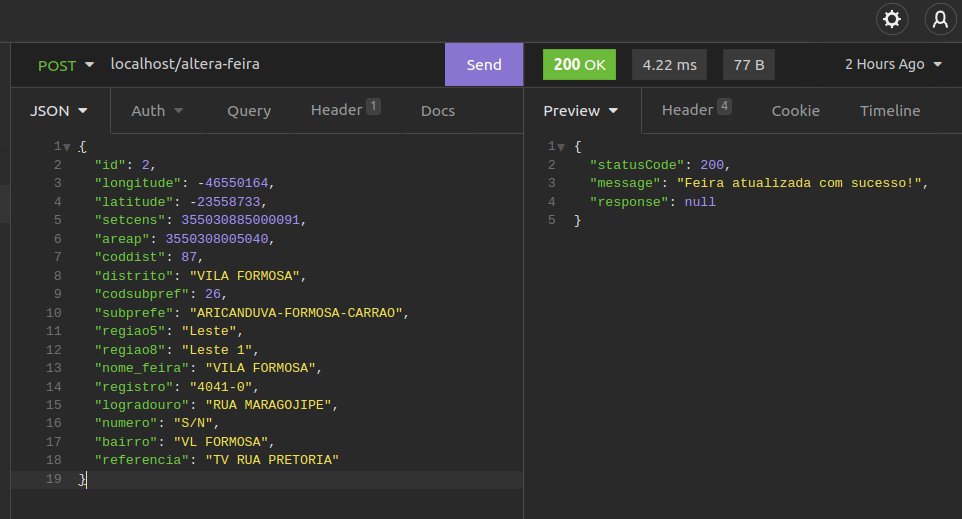 POST localhost/altera-feira Send 200 OK 4.22 ms 77 B 2 Hours Ago
JSON Auth Query Header 1 Docs Preview Header 4 Cookie Timeline
1 {
2 "id": 2,
3 "longitude": -46550164,
4 "latitude": -23558733,
5 "setcens": 355030885000091,
6 "areap": 3550308005040,
7 "coddist": 87,
8 "distrito": "VILA FORMOSA",
9 "codsubpref": 26,
10 "subprefe": "ARICANDUVA-FORMOSA-CARRAO",
11 "regiao5": "Leste",
12 "regiao8": "Leste 1",
13 "nome_feira": "VILA FORMOSA",
14 "registro": "4041-0",
15 "logradouro": "RUA MARAGOJIPE",
16 "numero": "S/N",
17 "bairro": "VL FORMOSA",
18 "referencia": "TV RUA PRETORIA"
19 }
1 {
2 "statusCode": 200,
3 "message": "Feira atualizada com sucesso!",
4 "response": null
5 }